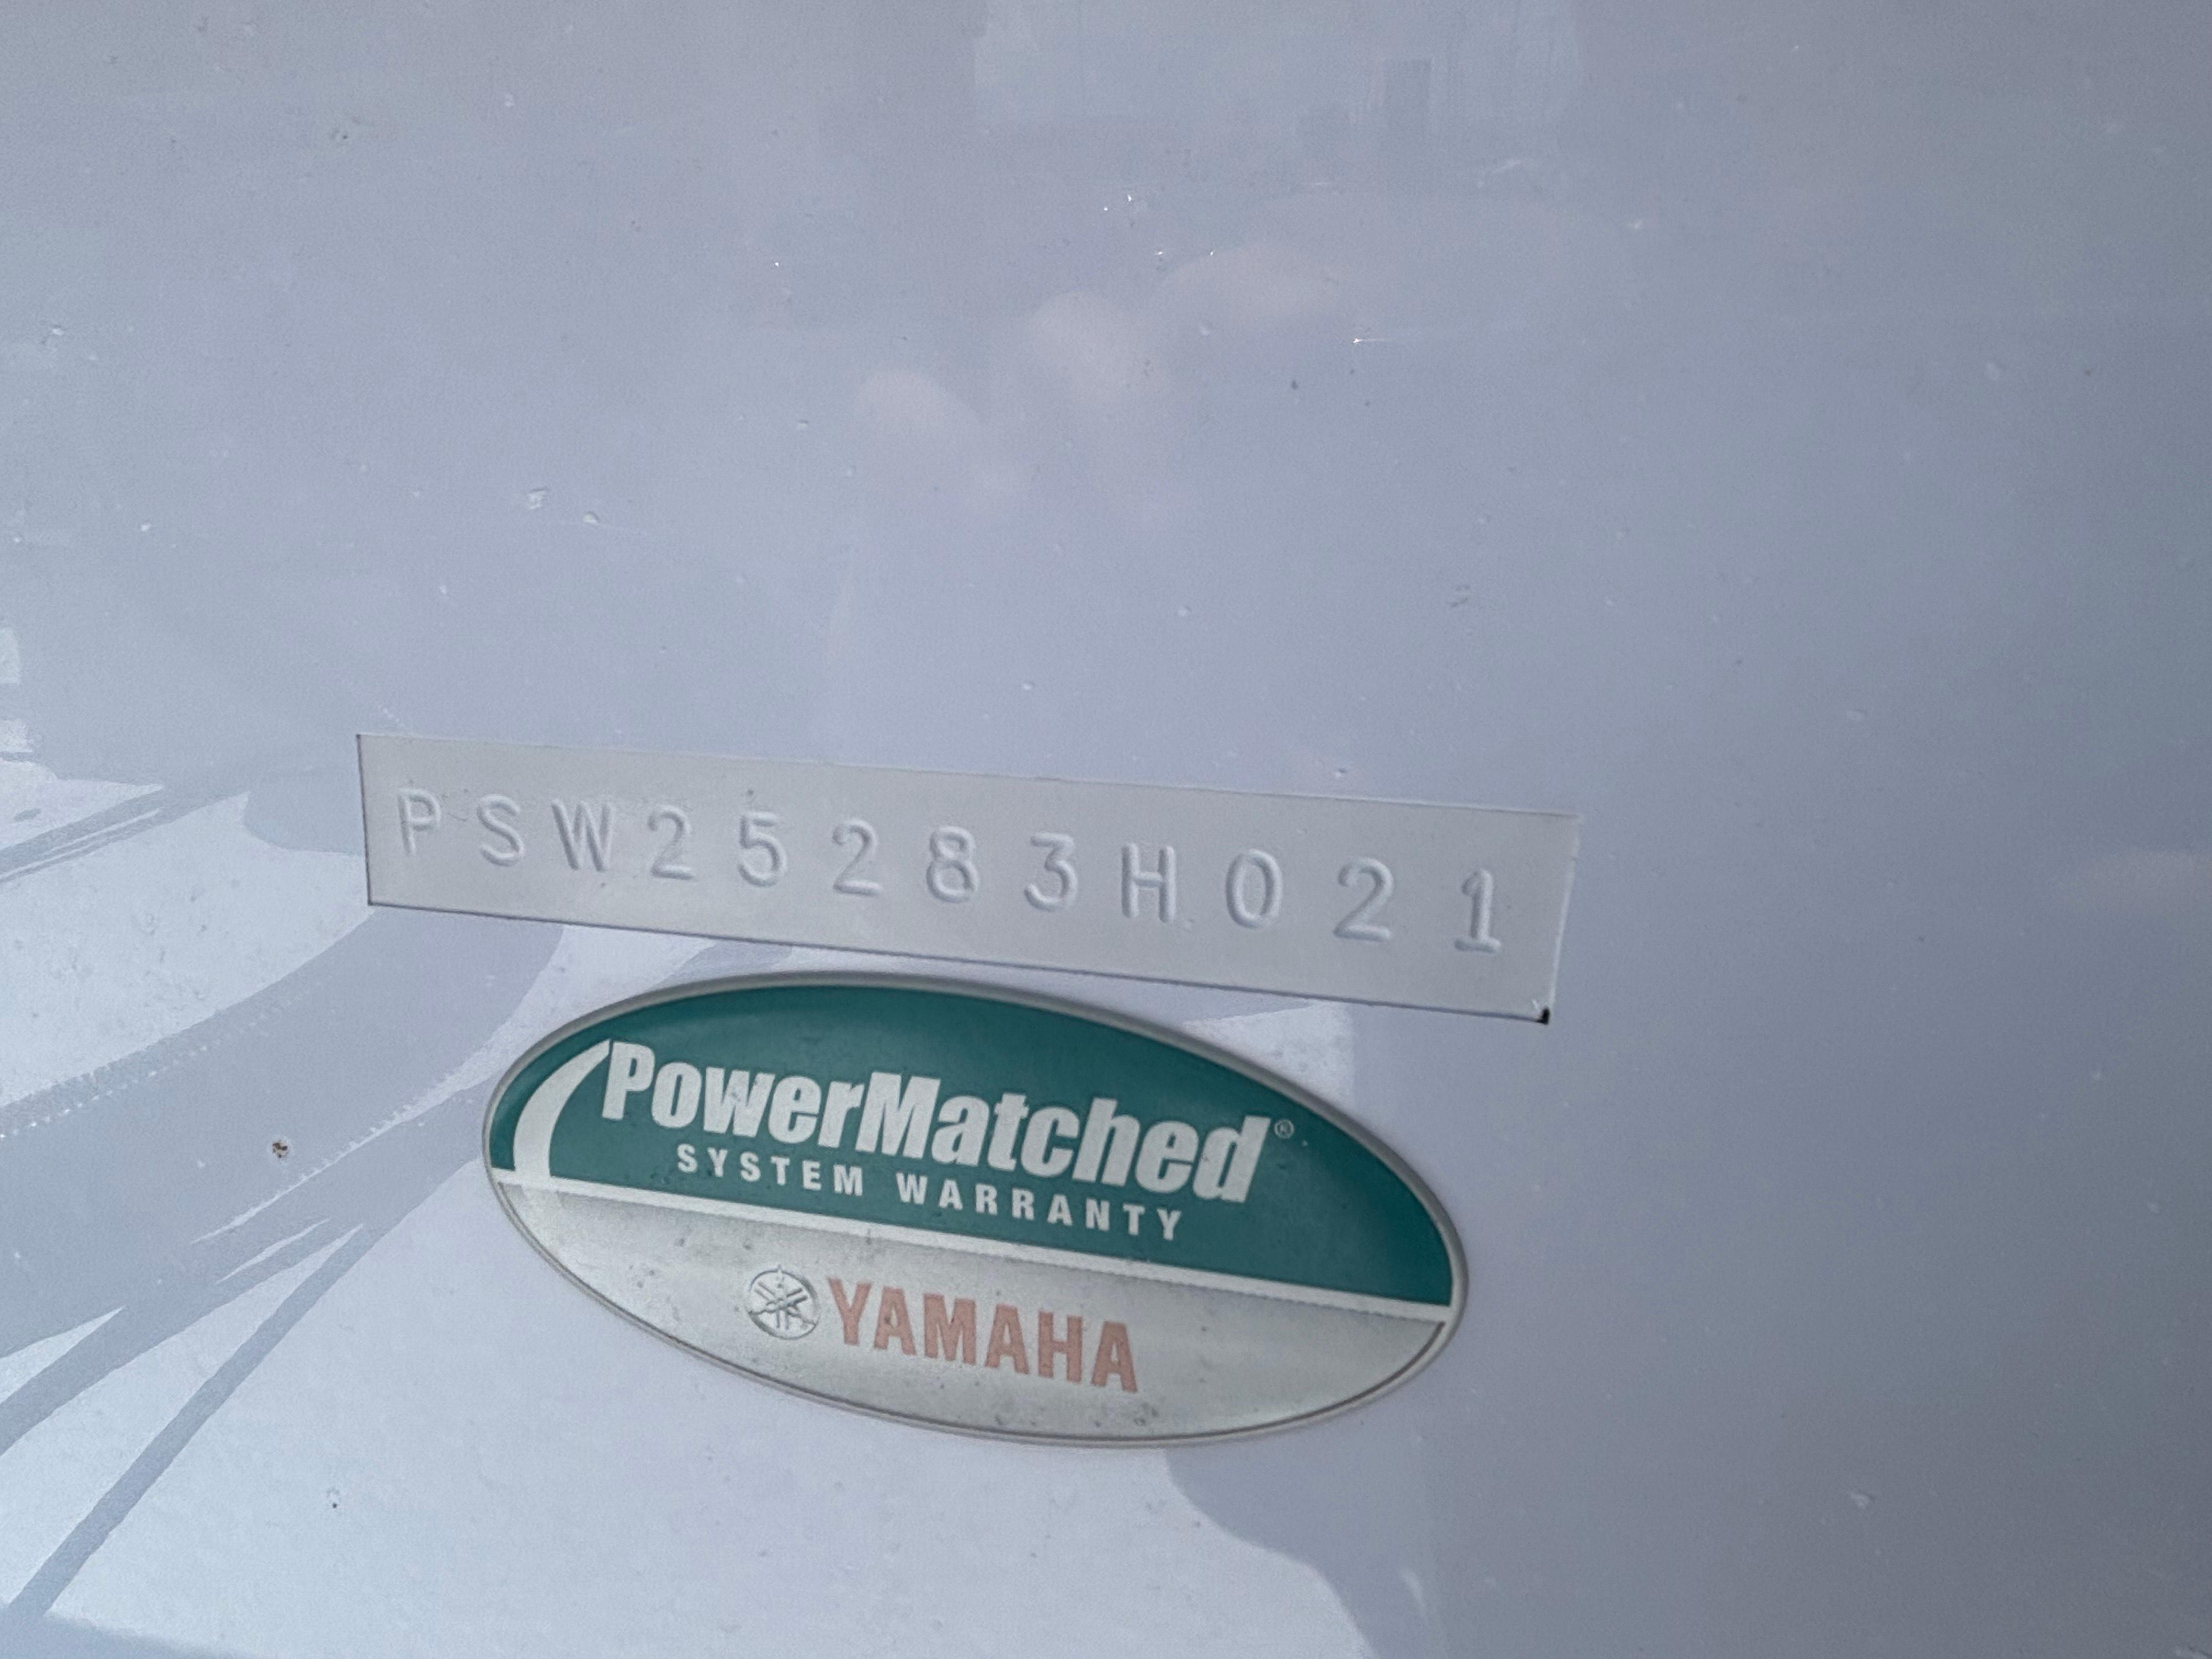 PSW25283H021
PowerMatched®
SYSTEM WARRANTY
YAMAHA